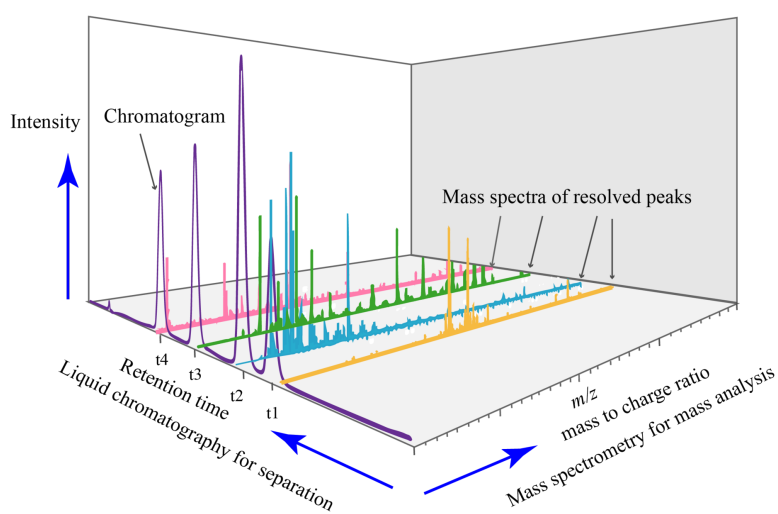 Intensity
Chromatogram
Mass spectra of resolved peaks
t4
t3
t2
t1
Retention time
Liquid chromatography for separation
m/z
mass to charge ratio
Mass spectrometry for mass analysis